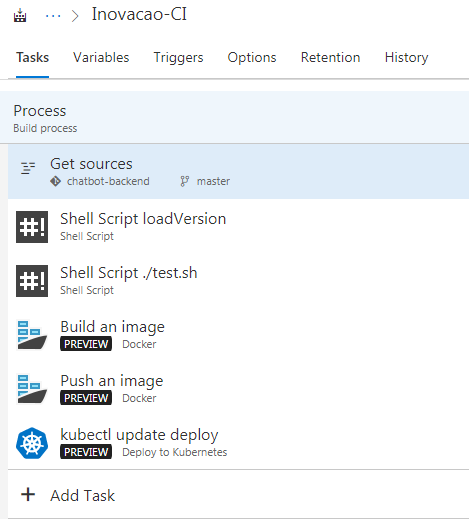 ··· > Inovacao-CI
Tasks Variables Triggers Options Retention History
Process
Build process
Get sources
chatbot-backend master
Shell Script loadVersion
#!
Shell Script
Shell Script ./test.sh
#!
Shell Script
Build an image
PREVIEW Docker
Push an image
PREVIEW Docker
kubectl update deploy
PREVIEW Deploy to Kubernetes
+ Add Task